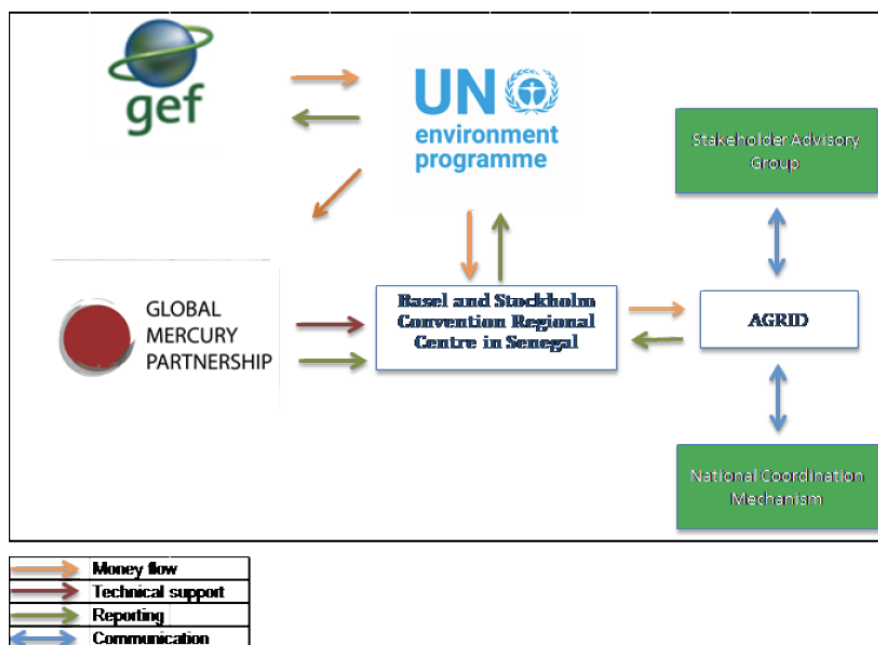 gef
UN
environment
programme
Stakeholder Advisory
Group
GLOBAL
MERCURY
PARTNERSHIP
Basel and Stockholm
Convention Regional
Centre in Senegal
AGRID
National Coordination
Mechanism
Money flow
Technical support
Reporting
Communication